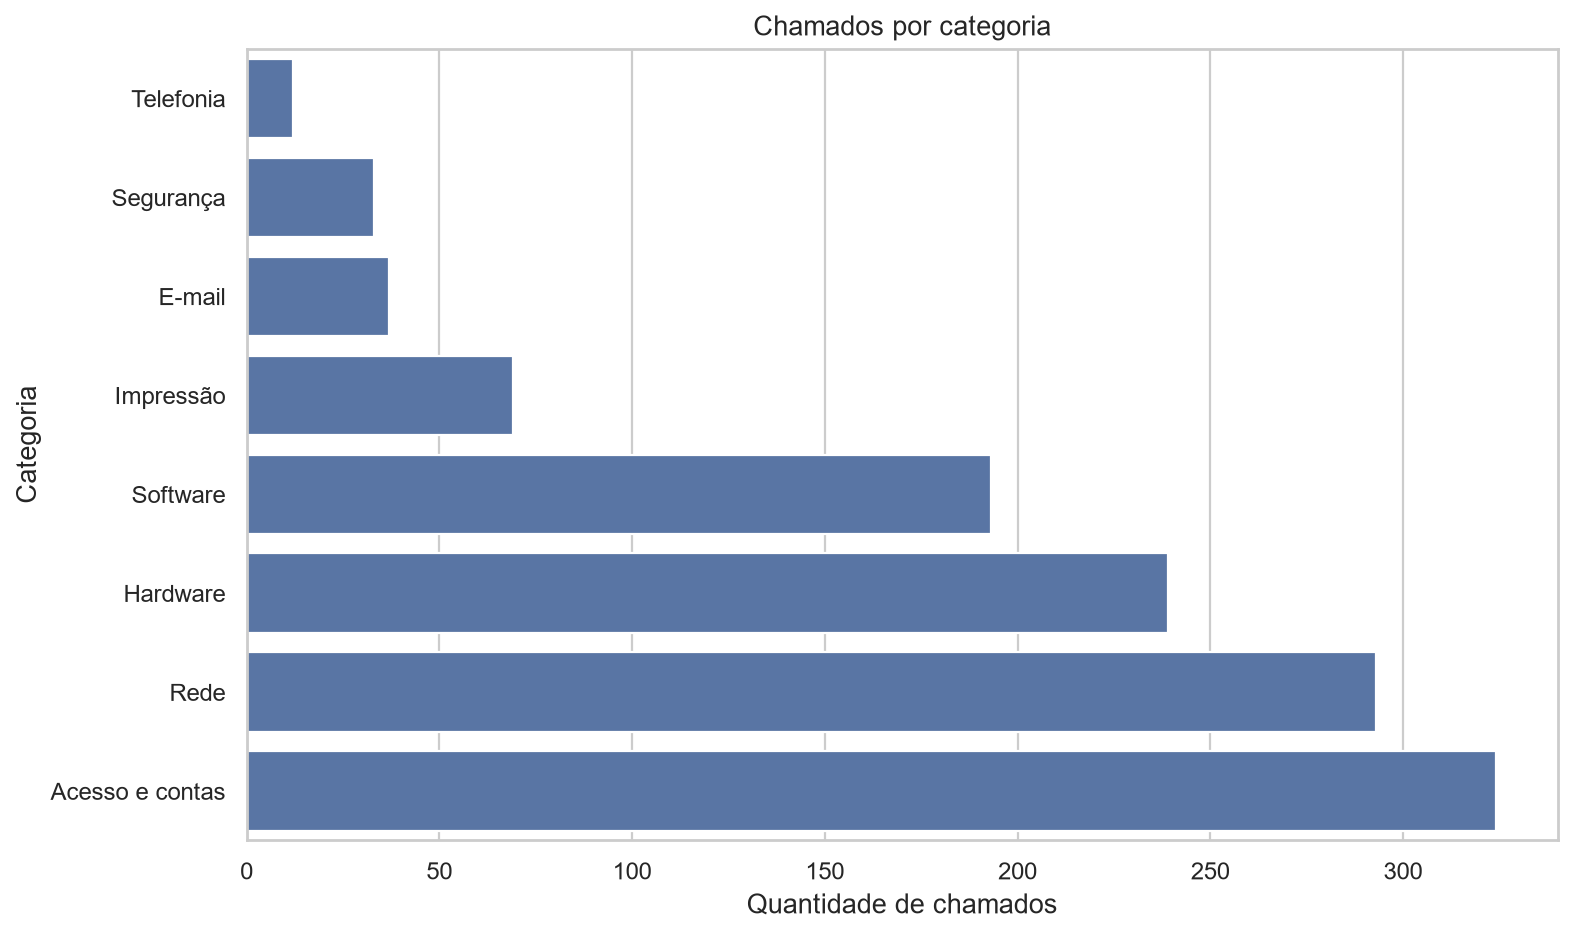 Chamados por categoria
Categoria
Telefonia
Segurança
E-mail
Impressão
Software
Hardware
Rede
Acesso e contas
0 50 100 150 200 250 300
Quantidade de chamados